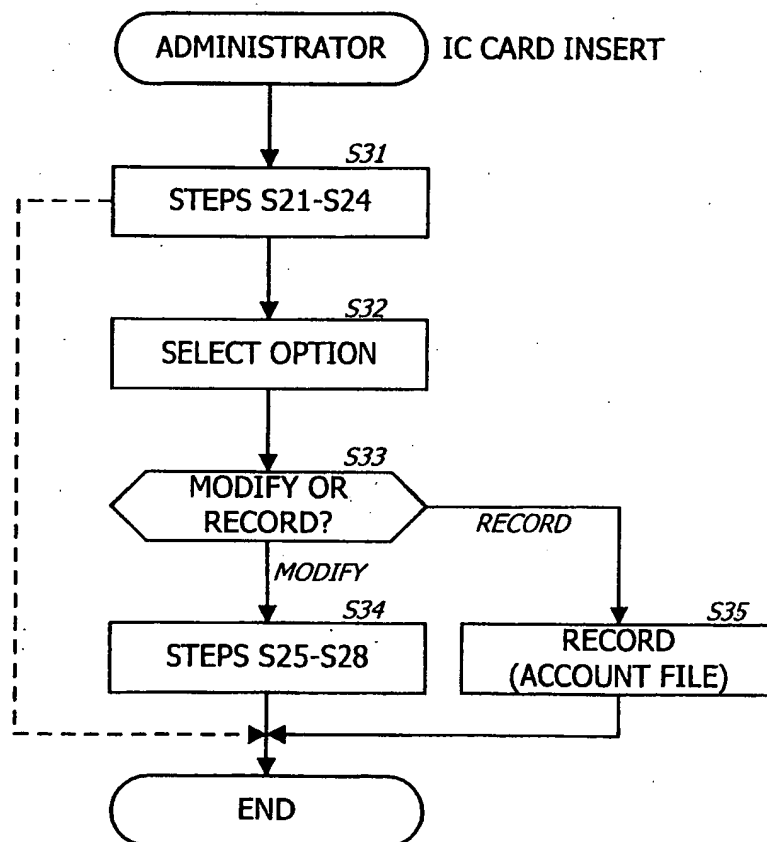 ADMINISTRATOR IC CARD INSERT
S31
STEPS S21-S24
S32
SELECT OPTION
S33
MODIFY OR
RECORD?
RECORD
MODIFY
S34
STEPS S25-S28
S35
RECORD
(ACCOUNT FILE)
END